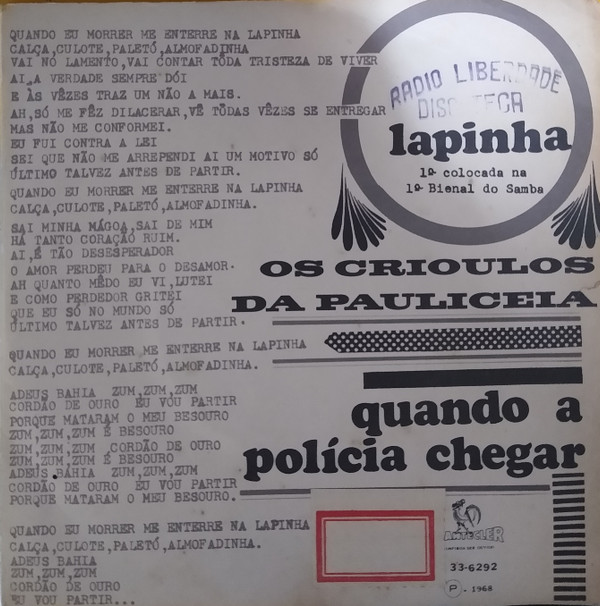 QUANDO EU MORRER ME ENTERRE NA LAPINHA
CALÇA,CULOTE,PALETÓ,ALMOFADINHA
VAI NO LAMENTO,VAI CONTAR TÔDA TRISTEZA DE VIVER
AI,A VERDADE SEMPRE DÓI
E ÀS VÊZES TRAZ UM NÃO A MAIS.
AH,SÓ ME FÊZ DILACERAR,VÊ TÔDAS VÊZES SE ENTREGAR
MAS NÃO ME CONFORMEI.
EU FUI CONTRA A LEI
SEI QUE NÃO ME ARREPENDI AI UM MOTIVO SÓ
ÚLTIMO TALVEZ ANTES DE PARTIR.
QUANDO EU MORRER ME ENTERRE NA LAPINHA
CALÇA,CULOTE,PALETÓ,ALMOFADINHA.
SAI MINHA MÁGOA,SAI DE MIM
HÁ TANTO CORAÇÃO RUIM.
AI,É TÃO DESESPERADOR
O AMOR PERDEU PARA O DESAMOR.
AH QUANTO MÊDO EU VI,LUTEI
E COMO PERDEDOR GRITEI
QUE EU SÓ NO MUNDO SÓ
ÚLTIMO TALVEZ ANTES DE PARTIR.
QUANDO EU MORRER ME ENTERRE NA LAPINHA
CALÇA,CULOTE,PALETÓ,ALMOFADINHA.
ADEUS BAHIA ZUM,ZUM,ZUM
CORDÃO DE OURO EU VOU PARTIR
PORQUE MATARAM O MEU BESOURO
ZUM,ZUM,ZUM É BESOURO
ZUM,ZUM,ZUM CORDÃO DE OURO
ZUM,ZUM,ZUM É BESOURO
ADEUS BAHIA ZUM,ZUM,ZUM
CORDÃO DE OURO EU VOU PARTIR
PORQUE MATARAM O MEU BESOURO.
QUANDO EU MORRER ME ENTERRE NA LAPINHA
CALÇA,CULOTE,PALETÓ,ALMOFADINHA.
ADEUS BAHIA
ZUM,ZUM,ZUM
CORDÃO DE OURO
EU VOU PARTIR...
RADIO LIBERDADE
DISCOTECA
lapinha
1ª colocada na
1ª Bienal do Samba
OS CRIOULOS
DA PAULICEIA
quando a
polícia chegar
33-6292
P - 1968